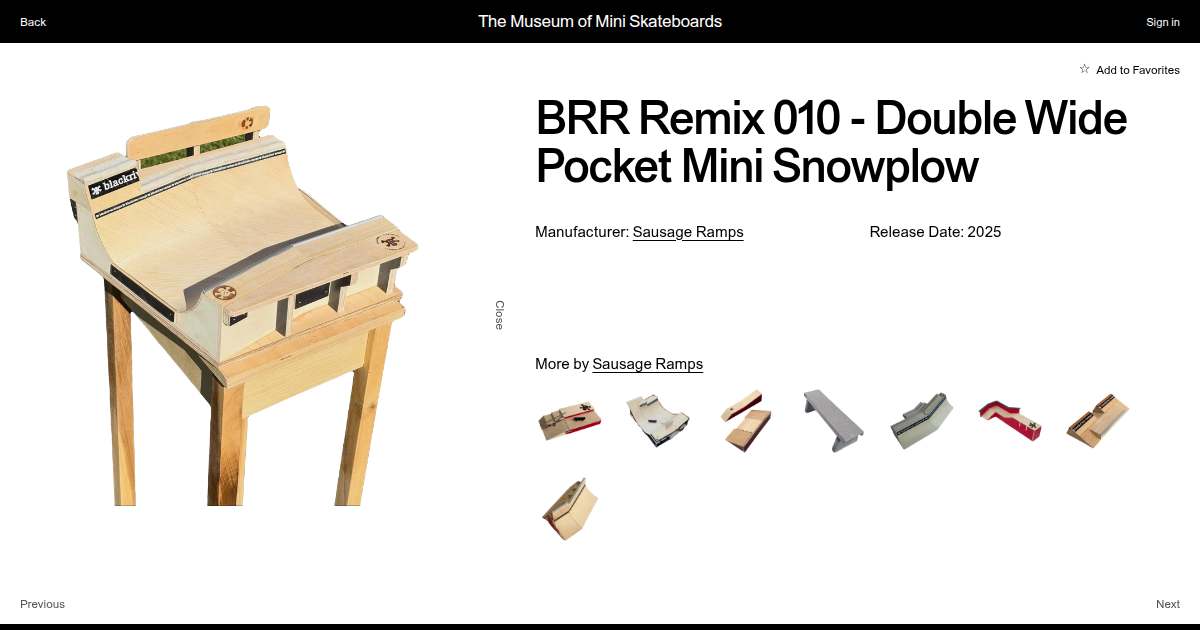 Back
The Museum of Mini Skateboards
Sign in
☆ Add to Favorites
BRR Remix 010 - Double Wide
Pocket Mini Snowplow
Manufacturer: Sausage Ramps
Release Date: 2025
Close
More by Sausage Ramps
Previous
Next